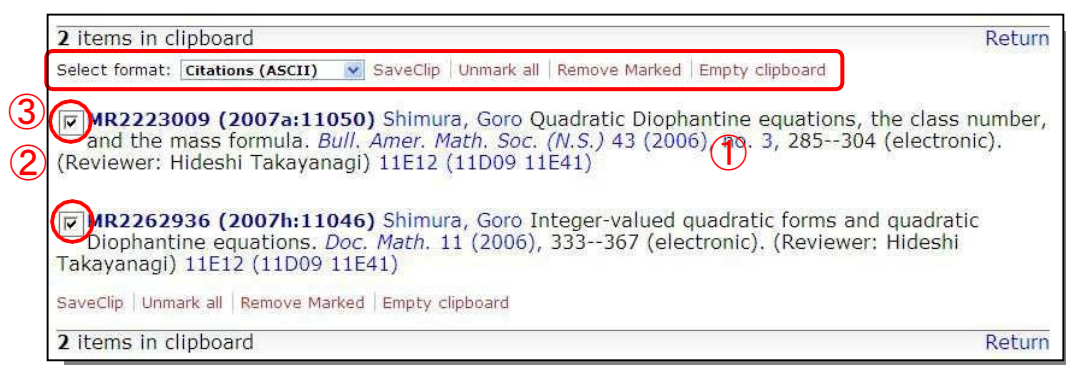 2 items in clipboard Return
Select format: Citations (ASCII) SaveClip | Unmark all | Remove Marked | Empty clipboard
③ MR2223009 (2007a:11050) Shimura, Goro Quadratic Diophantine equations, the class number,
and the mass formula. Bull. Amer. Math. Soc. (N.S.) 43 (2006), no. 3, 285--304 (electronic).
② (Reviewer: Hideshi Takayanagi) 11E12 (11D09 11E41) ①
MR2262936 (2007h:11046) Shimura, Goro Integer-valued quadratic forms and quadratic
Diophantine equations. Doc. Math. 11 (2006), 333--367 (electronic). (Reviewer: Hideshi
Takayanagi) 11E12 (11D09 11E41)
SaveClip | Unmark all | Remove Marked | Empty clipboard
2 items in clipboard Return